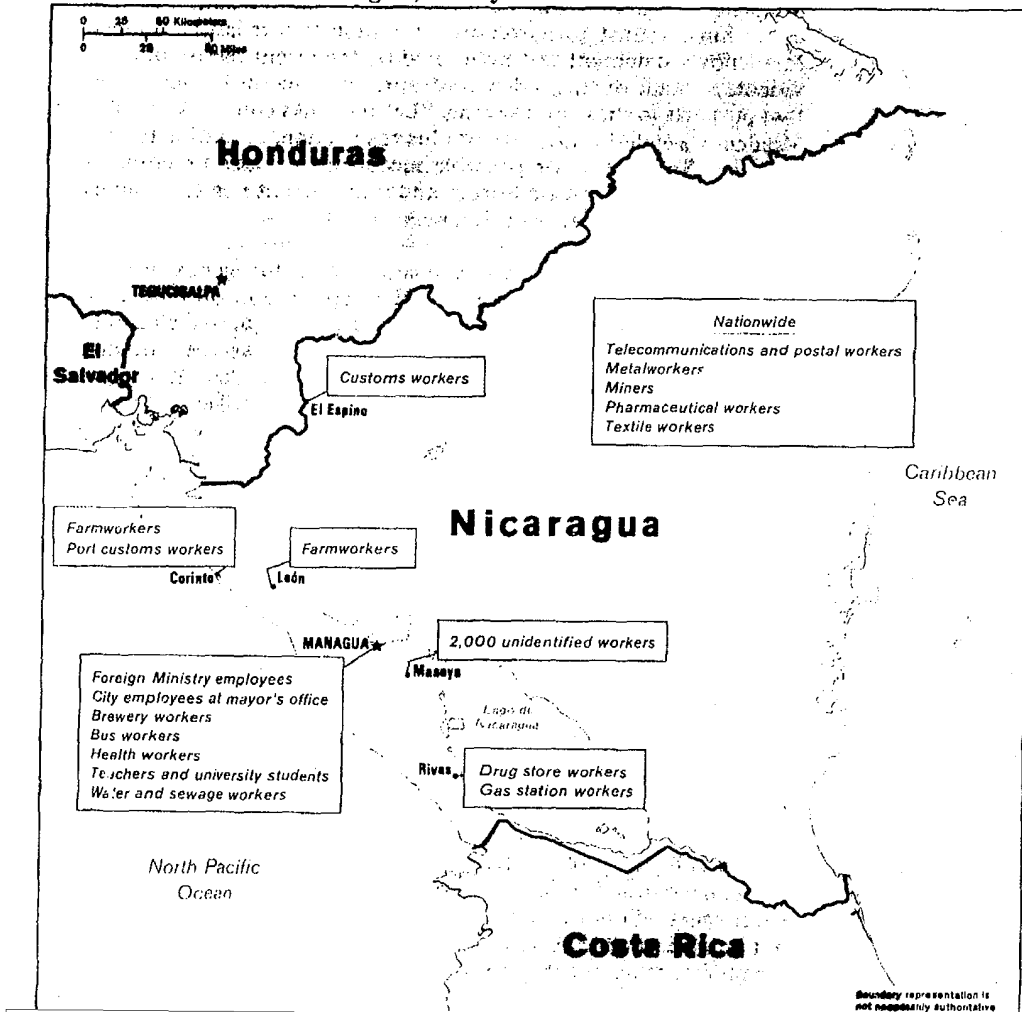 0 25 50 Kilometers
0 25 50 Miles
Honduras
TEGUCIGALPA
El
Salvador
Nationwide
Telecommunications and postal workers
Metalworkers
Miners
Pharmaceutical workers
Textile workers
Customs workers
El Espino
Caribbean
Sea
Nicaragua
Farmworkers
Port customs workers
Corinto
Farmworkers
León
MANAGUA
2,000 unidentified workers
Masaya
Foreign Ministry employees
City employees at mayor's office
Brewery workers
Bus workers
Health workers
Teachers and university students
Water and sewage workers
Lago de
Nicaragua
Rivas
Drug store workers
Gas station workers
North Pacific
Ocean
Costa Rica
Boundary representation is
not necessarily authoritative